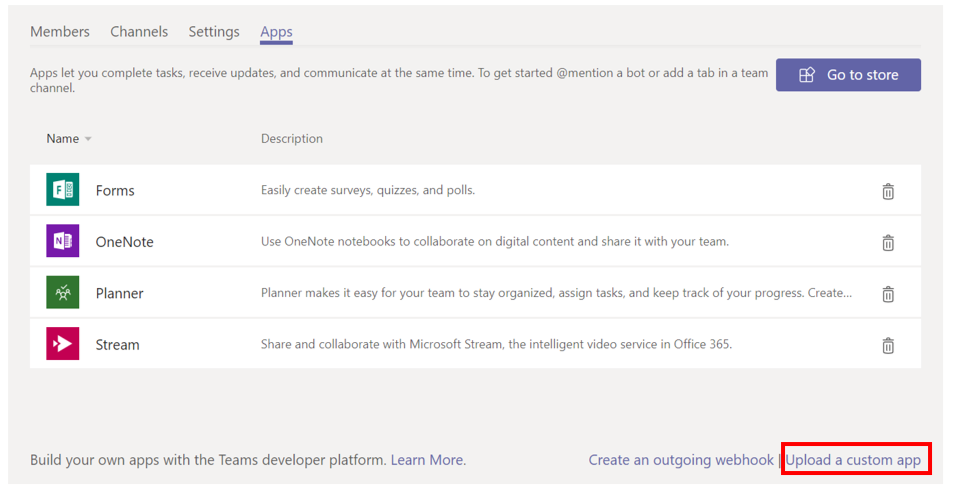 Members Channels Settings Apps
Apps let you complete tasks, receive updates, and communicate at the same time. To get started @mention a bot or add a tab in a team
channel.
Go to store
Name Description
Forms Easily create surveys, quizzes, and polls.
OneNote Use OneNote notebooks to collaborate on digital content and share it with your team.
Planner Planner makes it easy for your team to stay organized, assign tasks, and keep track of your progress. Create...
Stream Share and collaborate with Microsoft Stream, the intelligent video service in Office 365.
Build your own apps with the Teams developer platform. Learn More. Create an outgoing webhook | Upload a custom app